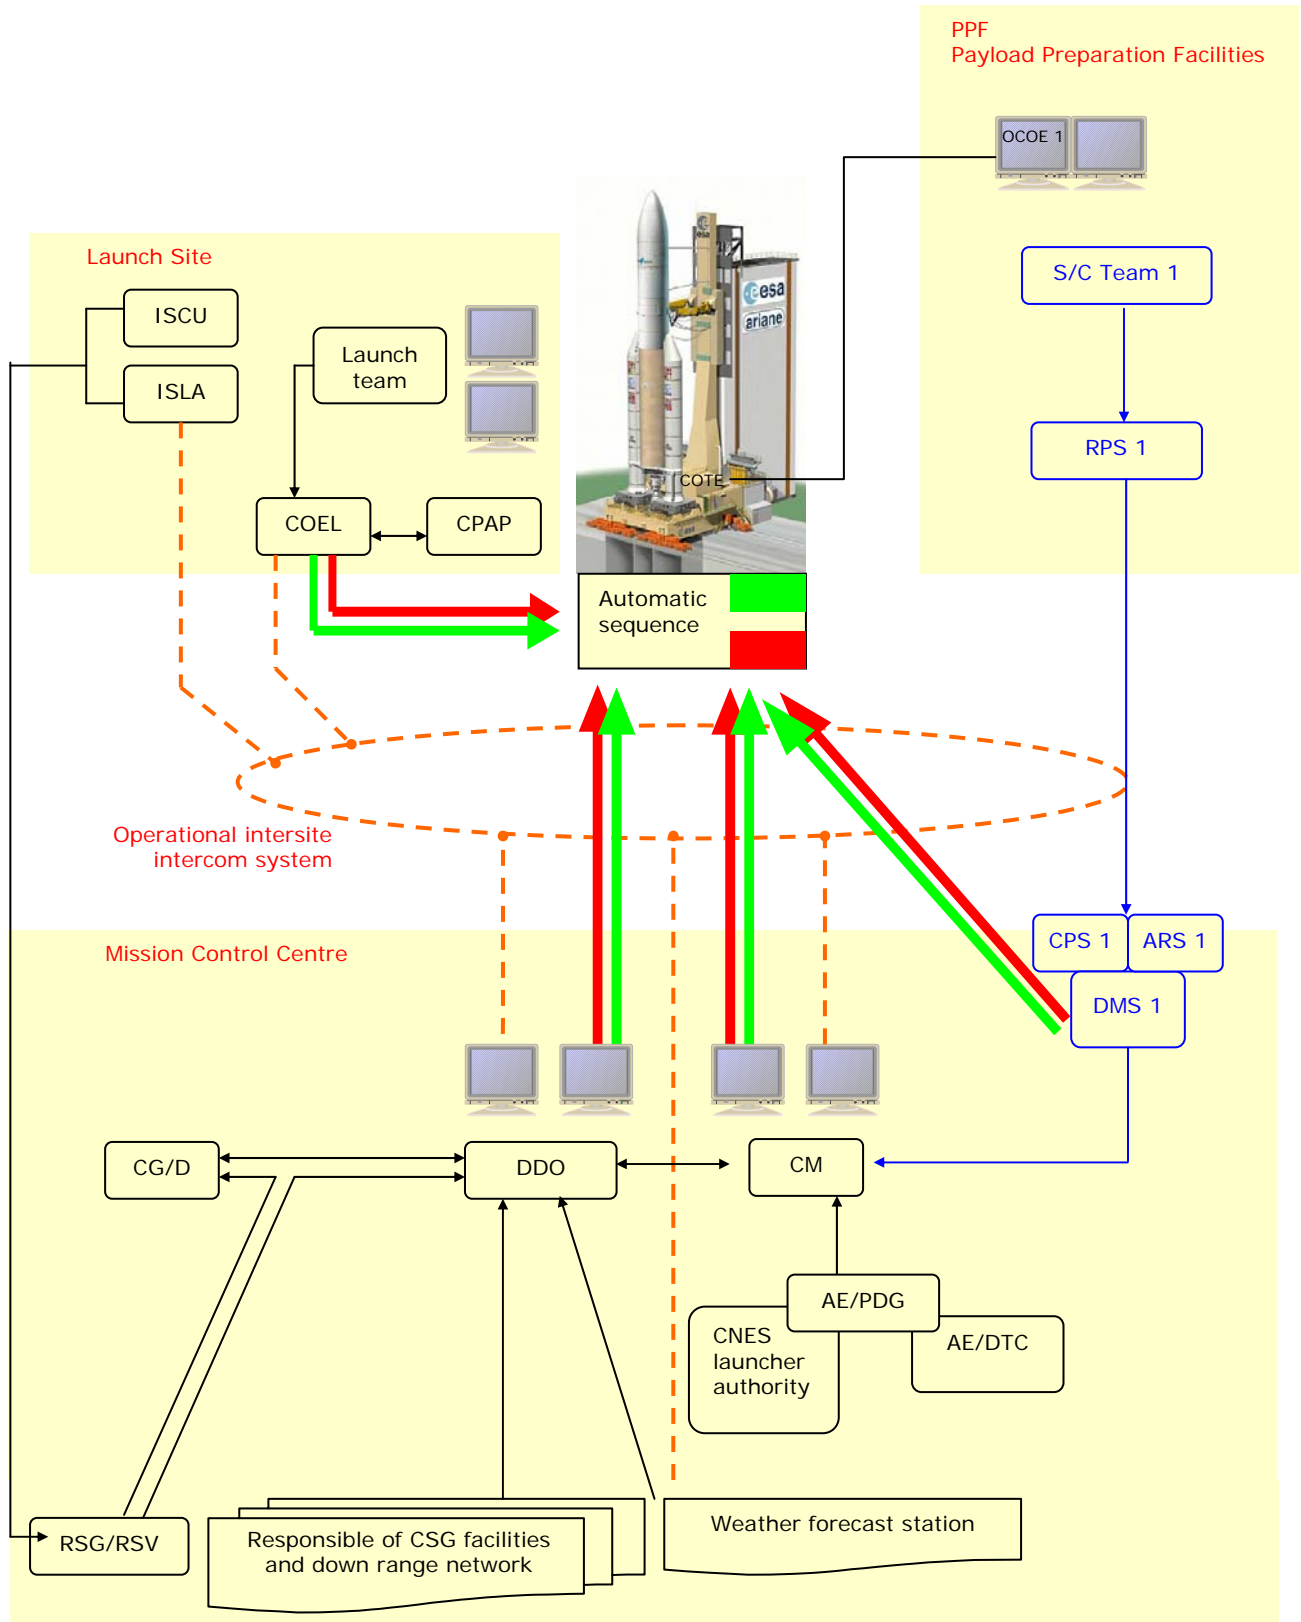 PPF
Payload Preparation Facilities
OCOE 1
Launch Site
S/C Team 1
ISCU
Launch
team
ISLA
esa
esa
ariane
RPS 1
COTE
COEL
CPAP
esa
Automatic
sequence
Operational intersite
intercom system
CPS 1
ARS 1
Mission Control Centre
DMS 1
CG/D
DDO
CM
AE/PDG
CNES
launcher
authority
AE/DTC
RSG/RSV
Responsible of CSG facilities
and down range network
Weather forecast station